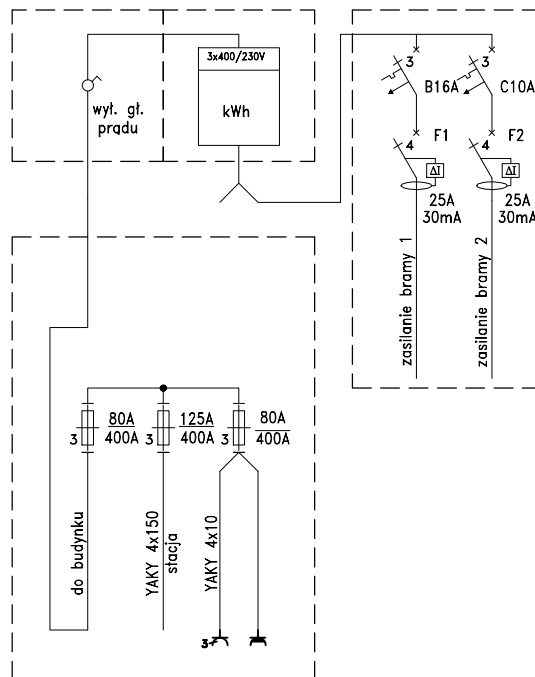 3x400/230V
kWh
wył. gł.
prądu
3
B16A
3
C10A
4
F1
4
F2
ΔI
ΔI
25A
30mA
25A
30mA
zasilanie bramy 1
zasilanie bramy 2
3
80A
400A
3
125A
400A
3
80A
400A
do budynku
YAKY 4x150
stacja
YAKY 4x10
3